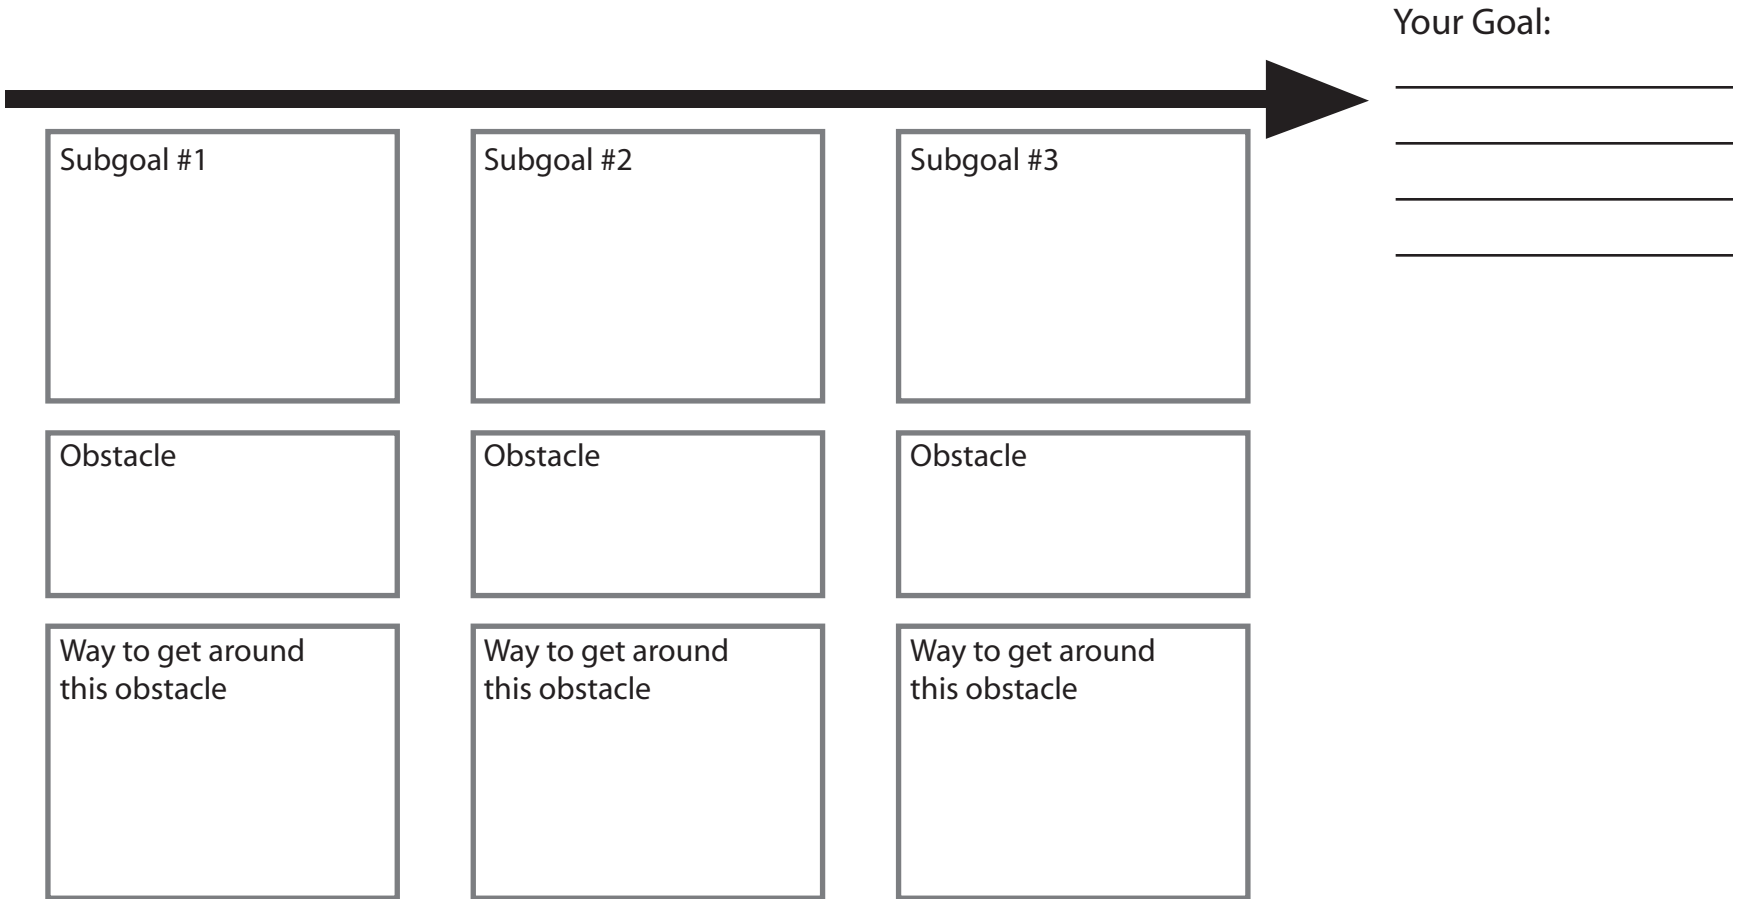 Your Goal:
Subgoal #1
Subgoal #2
Subgoal #3
Obstacle
Obstacle
Obstacle
Way to get around
this obstacle
Way to get around
this obstacle
Way to get around
this obstacle